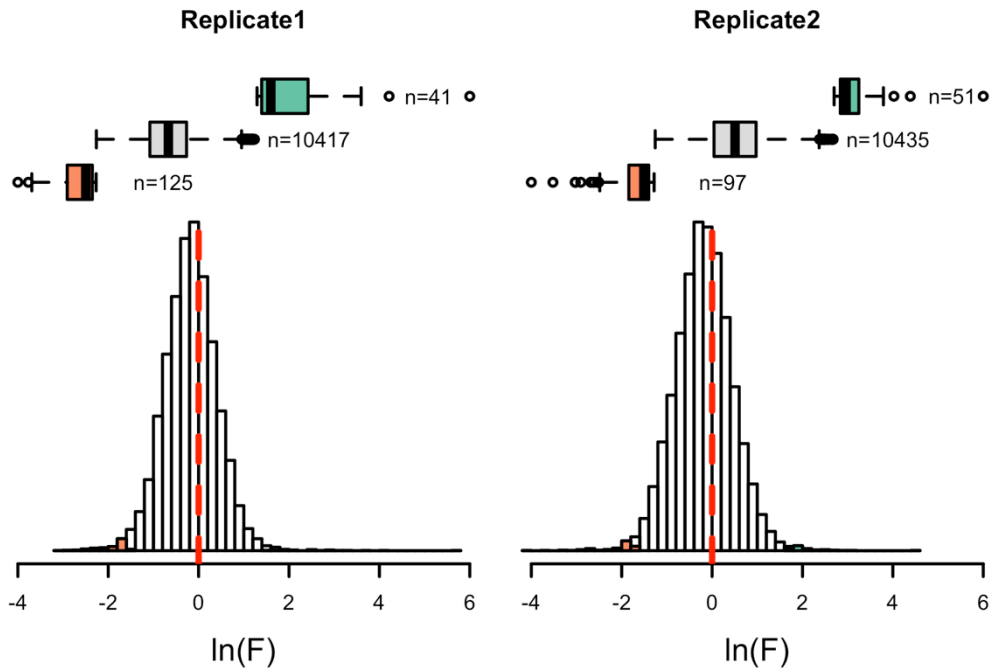 Replicate1
Replicate2
n=41
n=51
n=10417
n=10435
n=125
n=97
-4 -2 0 2 4 6
-4 -2 0 2 4 6
ln(F)
ln(F)